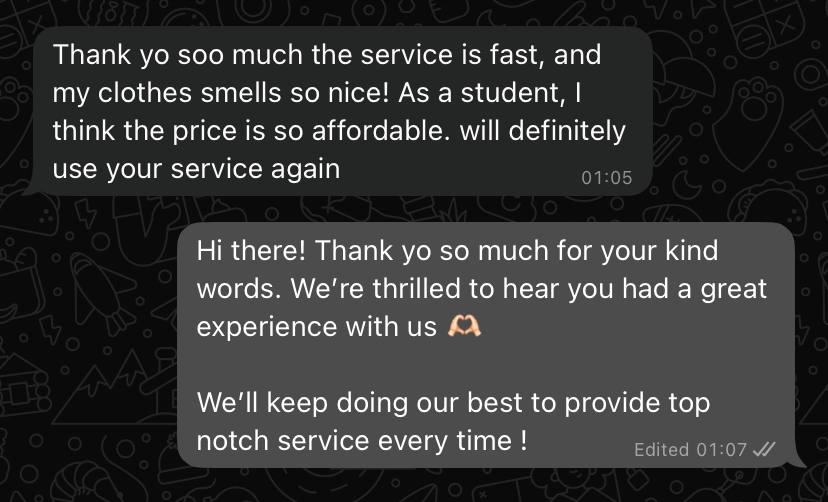 Thank yo soo much the service is fast, and
my clothes smells so nice! As a student, I
think the price is so affordable. will definitely
use your service again
01:05
Hi there! Thank yo so much for your kind
words. We’re thrilled to hear you had a great
experience with us 🫶🏻
We’ll keep doing our best to provide top
notch service every time !
Edited 01:07